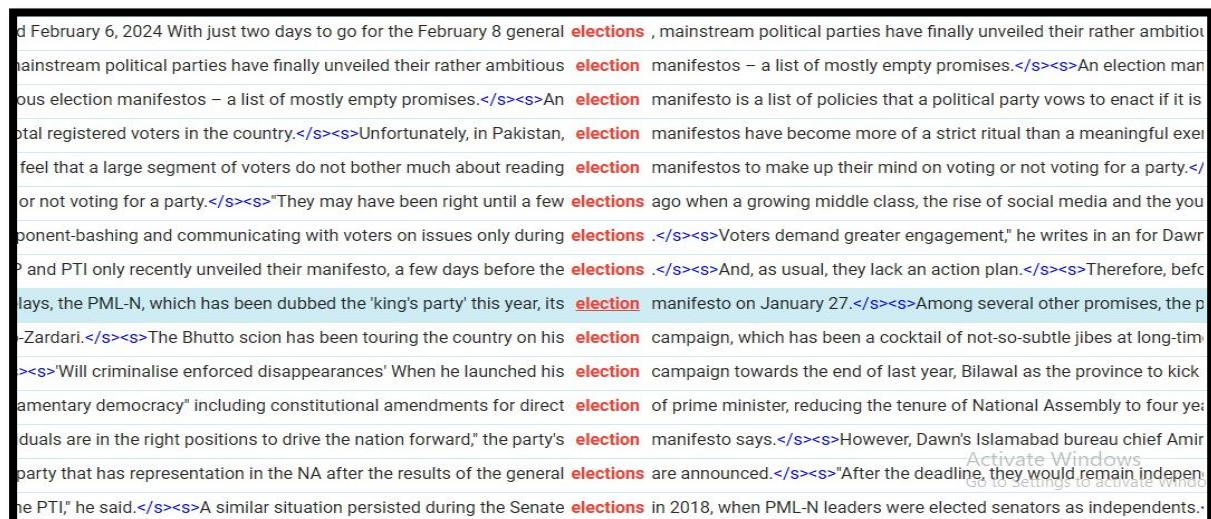 d February 6, 2024 With just two days to go for the February 8 general elections , mainstream political parties have finally unveiled their rather ambitiou
ainstream political parties have finally unveiled their rather ambitious election manifestos – a list of mostly empty promises.</s><s>An election man
ous election manifestos – a list of mostly empty promises.</s><s>An election manifesto is a list of policies that a political party vows to enact if it is
otal registered voters in the country.</s><s>Unfortunately, in Pakistan, election manifestos have become more of a strict ritual than a meaningful exer
feel that a large segment of voters do not bother much about reading election manifestos to make up their mind on voting or not voting for a party.</
or not voting for a party.</s><s>"They may have been right until a few elections ago when a growing middle class, the rise of social media and the you
ponent-bashing and communicating with voters on issues only during elections .</s><s>Voters demand greater engagement," he writes in an for Dawn
P and PTI only recently unveiled their manifesto, a few days before the elections .</s><s>And, as usual, they lack an action plan.</s><s>Therefore, befo
lays, the PML-N, which has been dubbed the 'king's party' this year, its election manifesto on January 27.</s><s>Among several other promises, the p
-Zardari.</s><s>The Bhutto scion has been touring the country on his election campaign, which has been a cocktail of not-so-subtle jibes at long-tim
><s>'Will criminalise enforced disappearances' When he launched his election campaign towards the end of last year, Bilawal as the province to kick
amentary democracy" including constitutional amendments for direct election of prime minister, reducing the tenure of National Assembly to four yea
duals are in the right positions to drive the nation forward," the party's election manifesto says.</s><s>However, Dawn's Islamabad bureau chief Amir
party that has representation in the NA after the results of the general elections are announced.</s><s>"After the deadline, they would remain indepen
ne PTI," he said.</s><s>A similar situation persisted during the Senate elections in 2018, when PML-N leaders were elected senators as independents.
Activate Windows
Go to Settings to activate Windo